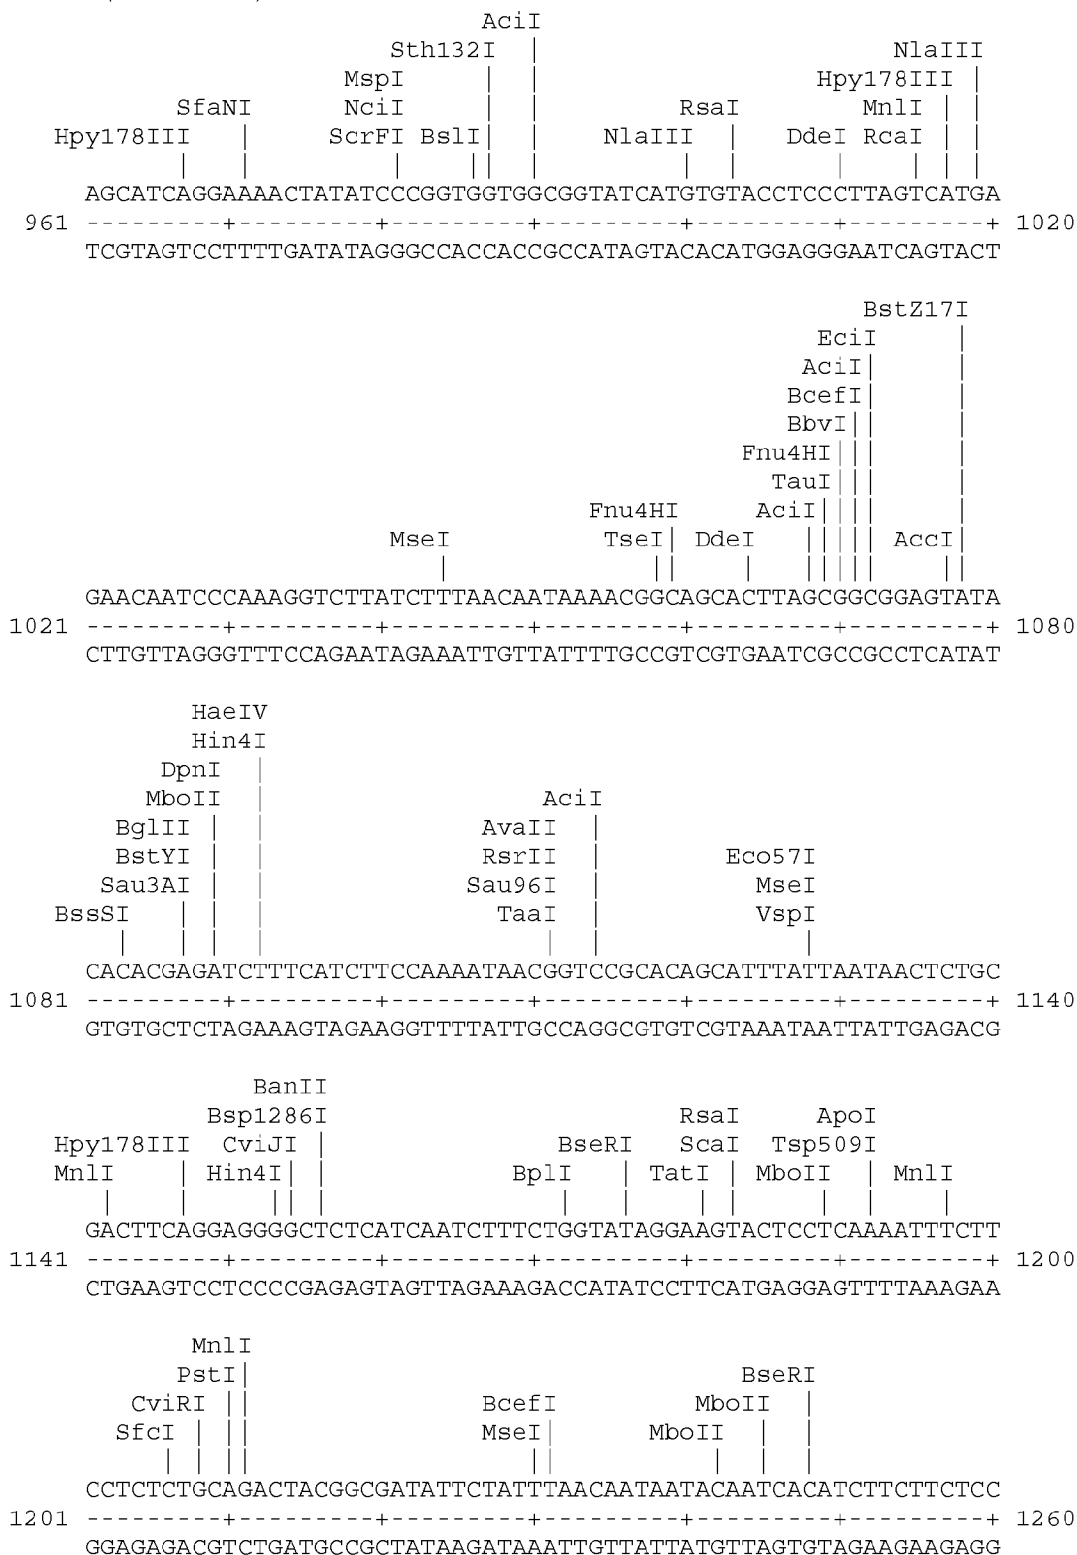 AciI
Sth132I
MspI NlaIII
NciI Hpy178III
SfaNI RsaI MnlI
Hpy178III ScrFI BslI NlaIII DdeI RcaI
AGCATCAGGAAAACTATATCCCGGTGGTGGCGGTATCATGTGTACCTCCCTTAGTCATGA
961 ---------+---------+---------+---------+---------+---------+ 1020
TCGTAGTCCTTTTGATATAGGGCCACCACCGCCATAGTACACATGGAGGGAATCAGTACT
BstZ17I
EciI
AciI
BcefI
BbvI
Fnu4HI
TauI
Fnu4HI AciI
MseI TseI DdeI AccI
GAACAATCCCAAAGGTCTTATCTTTAACAATAAAACGGCAGCACTTAGCGGCGGAGTATA
1021 ---------+---------+---------+---------+---------+---------+ 1080
CTTGTTAGGGTTTCCAGAATAGAAATTGTTATTTTGCCGTCGTGAATCGCCGCCTCATAT
HaeIV
Hin4I
DpnI
MboII AciI
BglII AvaII
BstYI RsrII Eco57I
Sau3AI Sau96I MseI
BssSI TaaI VspI
CACACGAGATCTTTCATCTTCCAAAATAACGGTCCGCACAGCATTTATTAATAACTCTGC
1081 ---------+---------+---------+---------+---------+---------+ 1140
GTGTGCTCTAGAAAGTAGAAGGTTTTATTGCCAGGCGTGTCGTAAATAATTATTGAGACG
BanII
Bsp1286I RsaI ApoI
Hpy178III CviJI BseRI ScaI Tsp509I
MnlI Hin4I BplI TatI MboII MnlI
GACTTCAGGAGGGGCTCTCATCAATCTTTCTGGTATAGGAAGTACTCCTCAAAATTTCTT
1141 ---------+---------+---------+---------+---------+---------+ 1200
CTGAAGTCCTCCCCGAGAGTAGTTAGAAAGACCATATCCTTCATGAGGAGTTTTAAAGAA
MnlI
PstI BseRI
CviRI BcefI MboII
SfcI MseI MboII
CCTCTCTGCAGACTACGGCGATATTCTATTTAACAATAATACAATCACATCTTCTTCTCC
1201 ---------+---------+---------+---------+---------+---------+ 1260
GGAGAGACGTCTGATGCCGCTATAAGATAAATTGTTATTATGTTAGTGTAGAAGAAGAGG